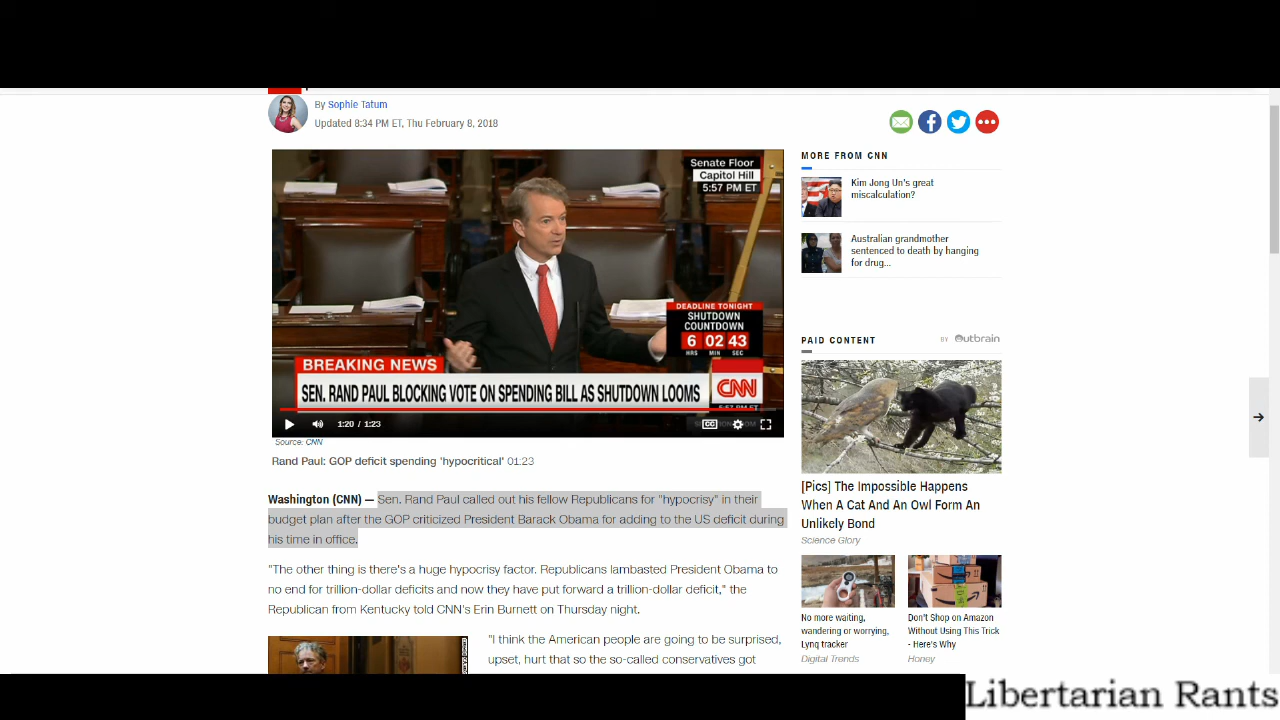 By Sophie Tatum
Updated 8:34 PM ET, Thu February 8, 2018
Senate Floor
Capitol Hill
5:57 PM ET
DEADLINE TONIGHT
SHUTDOWN
COUNTDOWN
6 02 43
HRS MIN SEC
BREAKING NEWS
SEN. RAND PAUL BLOCKING VOTE ON SPENDING BILL AS SHUTDOWN LOOMS
CNN
1:20 / 1:23
CC
Source: CNN
Rand Paul: GOP deficit spending 'hypocritical' 01:23
Washington (CNN) — Sen. Rand Paul called out his fellow Republicans for "hypocrisy" in their
budget plan after the GOP criticized President Barack Obama for adding to the US deficit during
his time in office.
"The other thing is there's a huge hypocrisy factor. Republicans lambasted President Obama to
no end for trillion-dollar deficits and now they have put forward a trillion-dollar deficit," the
Republican from Kentucky told CNN's Erin Burnett on Thursday night.
"I think the American people are going to be surprised,
upset, hurt that so the so-called conservatives got
MORE FROM CNN
Kim Jong Un's great
miscalculation?
Australian grandmother
sentenced to death by hanging
for drug...
PAID CONTENT
BY Outbrain
[Pics] The Impossible Happens
When A Cat And An Owl Form An
Unlikely Bond
Science Glory
No more waiting,
wandering or worrying,
Lynq tracker
Digital Trends
Don't Shop on Amazon
Without Using This Trick
- Here's Why
Honey
Libertarian Rants